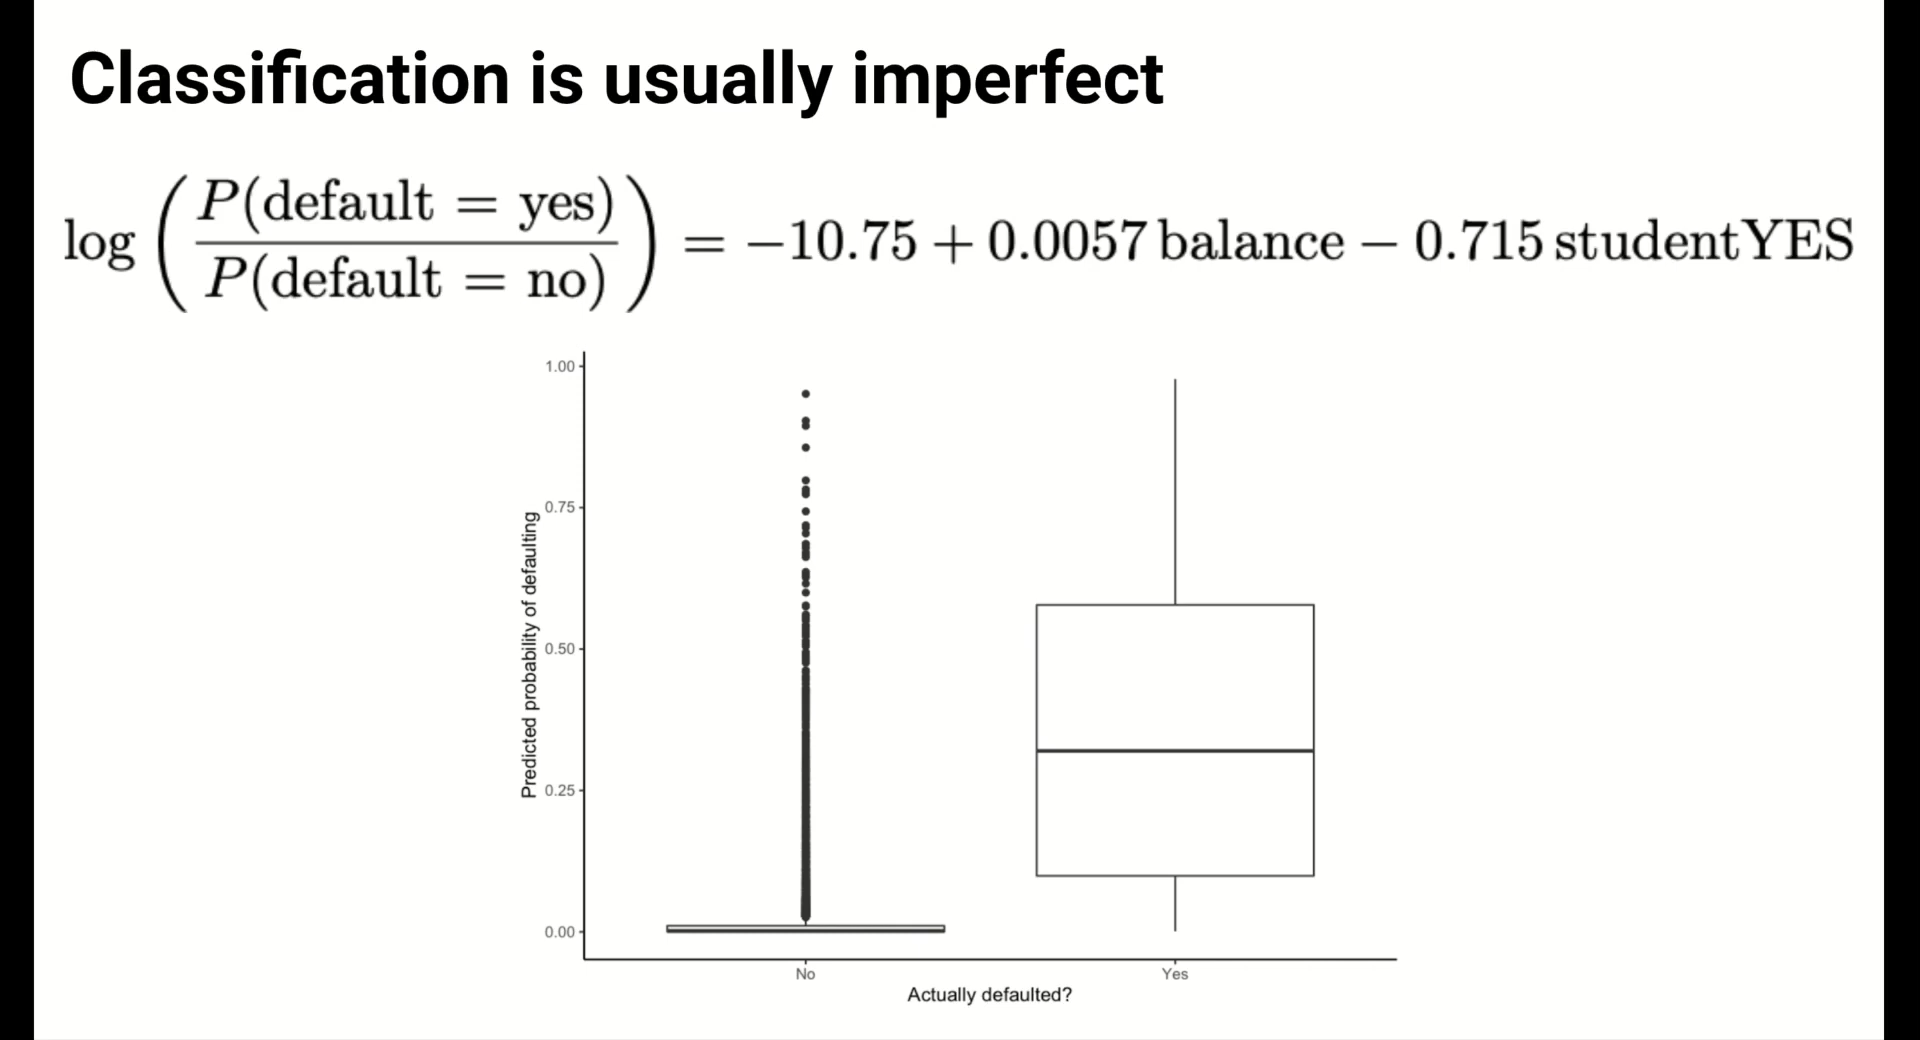 Classification is usually imperfect
log ( P(default = yes) / P(default = no) ) = −10.75 + 0.0057 balance − 0.715 studentYES
1.00
0.75
0.50
0.25
0.00
Predicted probability of defaulting
No Yes
Actually defaulted?